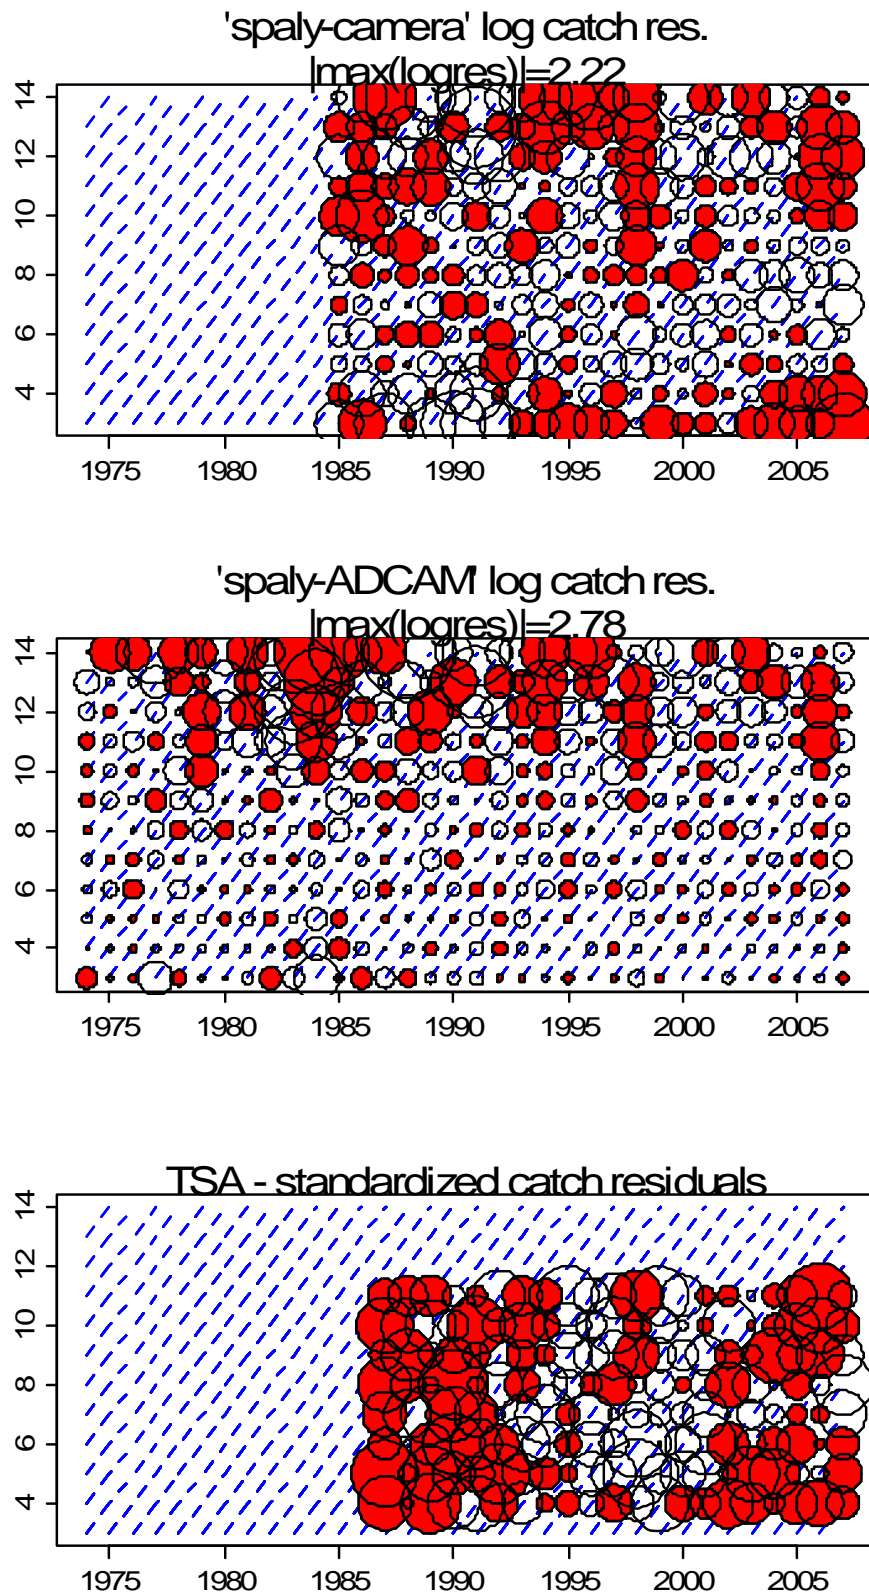 'spaly-camera' log catch res.
|max(logres)|=2.22
14
12
10
8
6
4
1975 1980 1985 1990 1995 2000 2005
'spaly-ADCAM' log catch res.
|max(logres)|=2.78
14
12
10
8
6
4
1975 1980 1985 1990 1995 2000 2005
TSA - standardized catch residuals
14
12
10
8
6
4
1975 1980 1985 1990 1995 2000 2005